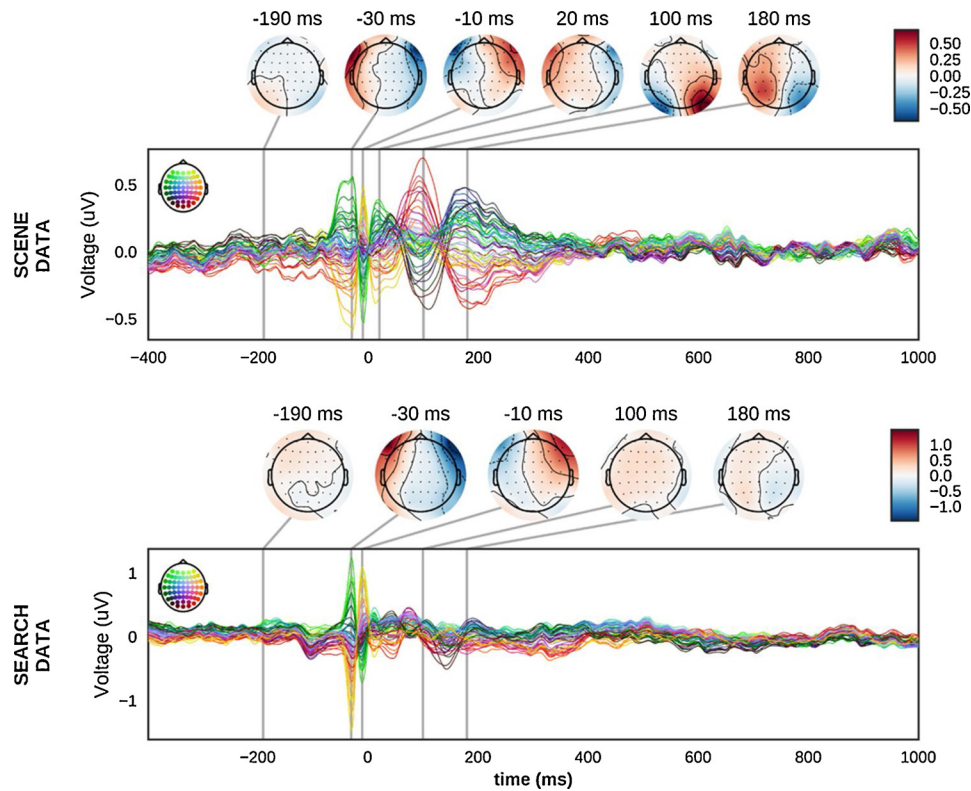 -190 ms -30 ms -10 ms 20 ms 100 ms 180 ms
0.50
0.25
0.00
−0.25
−0.50
SCENE
DATA
Voltage (uV)
0.5
0.0
−0.5
−400 −200 0 200 400 600 800 1000
-190 ms -30 ms -10 ms 100 ms 180 ms
1.0
0.5
0.0
−0.5
−1.0
SEARCH
DATA
Voltage (uV)
1
0
−1
−200 0 200 400 600 800 1000
time (ms)